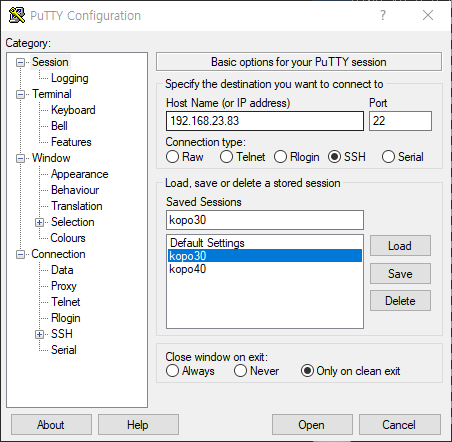 PuTTY Configuration
Category:
Session
Logging
Terminal
Keyboard
Bell
Features
Window
Appearance
Behaviour
Translation
Selection
Colours
Connection
Data
Proxy
Telnet
Rlogin
SSH
Serial
Basic options for your PuTTY session
Specify the destination you want to connect to
Host Name (or IP address) Port
192.168.23.83 22
Connection type:
Raw Telnet Rlogin SSH Serial
Load, save or delete a stored session
Saved Sessions
kopo30
Default Settings
kopo30
kopo40
Load
Save
Delete
Close window on exit:
Always Never Only on clean exit
About Help Open Cancel